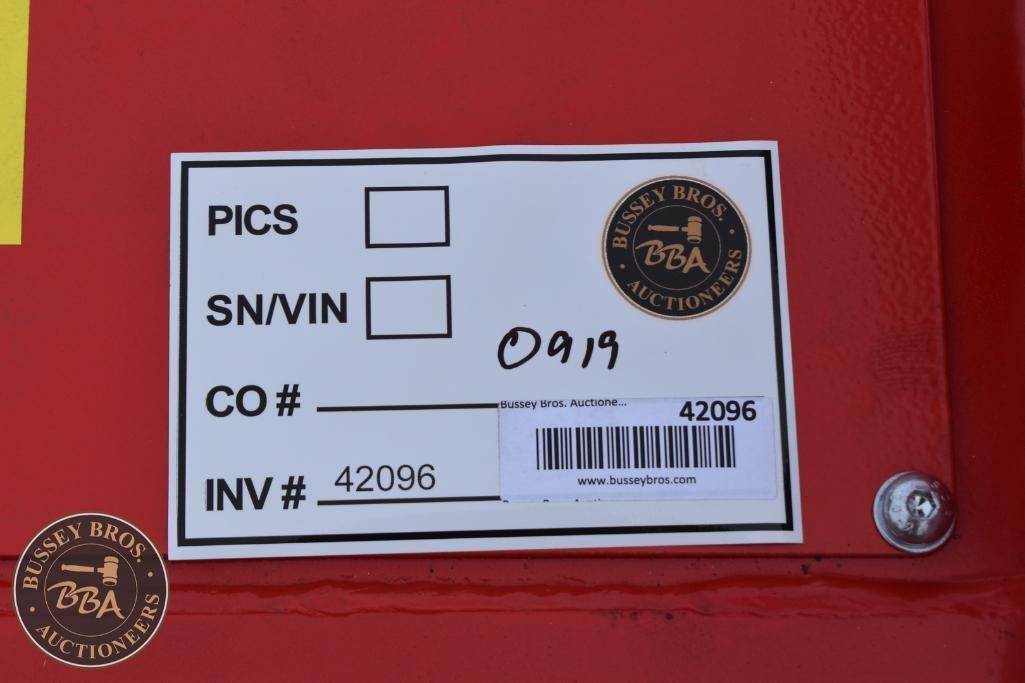 PICS
SN/VIN
CO #
INV # 42096
0919
BUSSEY BROS.
BBA
AUCTIONEERS
Bussey Bros. Auctione...
42096
www.busseybros.com
BUSSEY BROS.
BBA
AUCTIONEERS